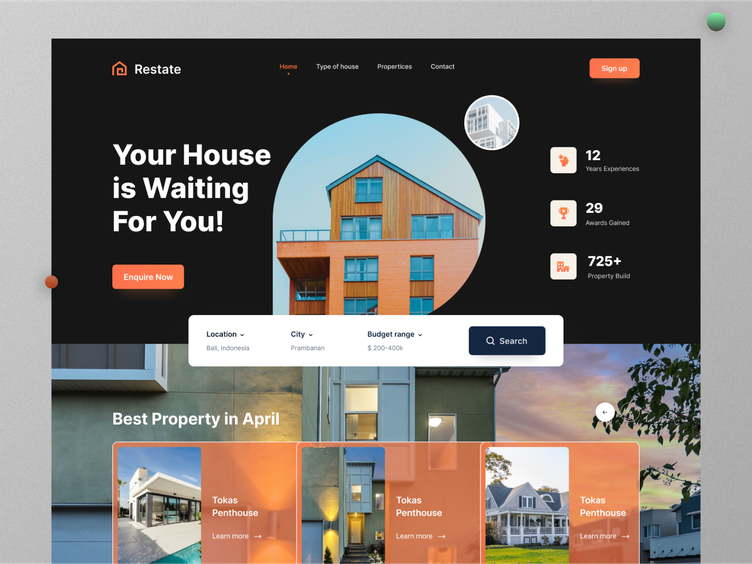 Restate
Home
Type of house
Propertices
Contact
Sign up
Your House
is Waiting
For You!
Enquire Now
12
Years Experiences
29
Awards Gained
725+
Property Build
Location
Bali, Indonesia
City
Prambanan
Budget range
$ 200-400k
Search
Best Property in April
Tokas
Penthouse
Learn more
Tokas
Penthouse
Learn more
Tokas
Penthouse
Learn more